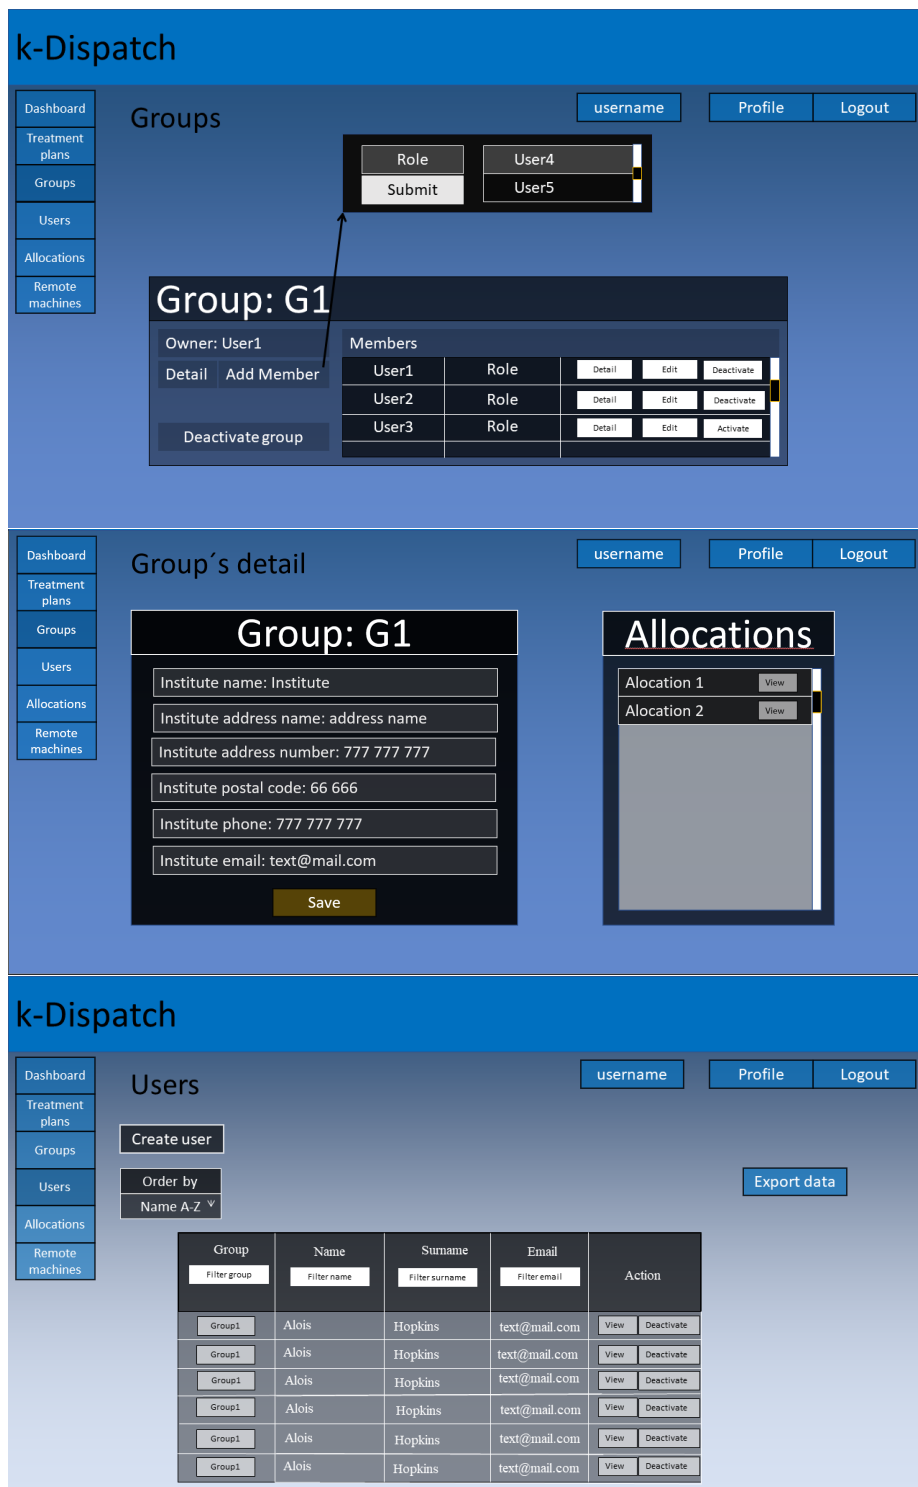 k-Dispatch
Dashboard
Treatment
plans
Groups
Users
Allocations
Remote
machines
Groups
username
Profile
Logout
Role
Submit
User4
User5
Group: G1
Owner: User1
Detail
Add Member
Deactivate group
Members
User1 Role Detail Edit Deactivate
User2 Role Detail Edit Deactivate
User3 Role Detail Edit Activate
Dashboard
Treatment
plans
Groups
Users
Allocations
Remote
machines
Group´s detail
username
Profile
Logout
Group: G1
Institute name: Institute
Institute address name: address name
Institute address number: 777 777 777
Institute postal code: 66 666
Institute phone: 777 777 777
Institute email: text@mail.com
Save
Allocations
Alocation 1 View
Alocation 2 View
k-Dispatch
Dashboard
Treatment
plans
Groups
Users
Allocations
Remote
machines
Users
username
Profile
Logout
Create user
Order by
Name A-Z
Export data
Group Name Surname Email Action
Filter group Filter name Filter surname Filter email
Group1 Alois Hopkins text@mail.com View Deactivate
Group1 Alois Hopkins text@mail.com View Deactivate
Group1 Alois Hopkins text@mail.com View Deactivate
Group1 Alois Hopkins text@mail.com View Deactivate
Group1 Alois Hopkins text@mail.com View Deactivate
Group1 Alois Hopkins text@mail.com View Deactivate